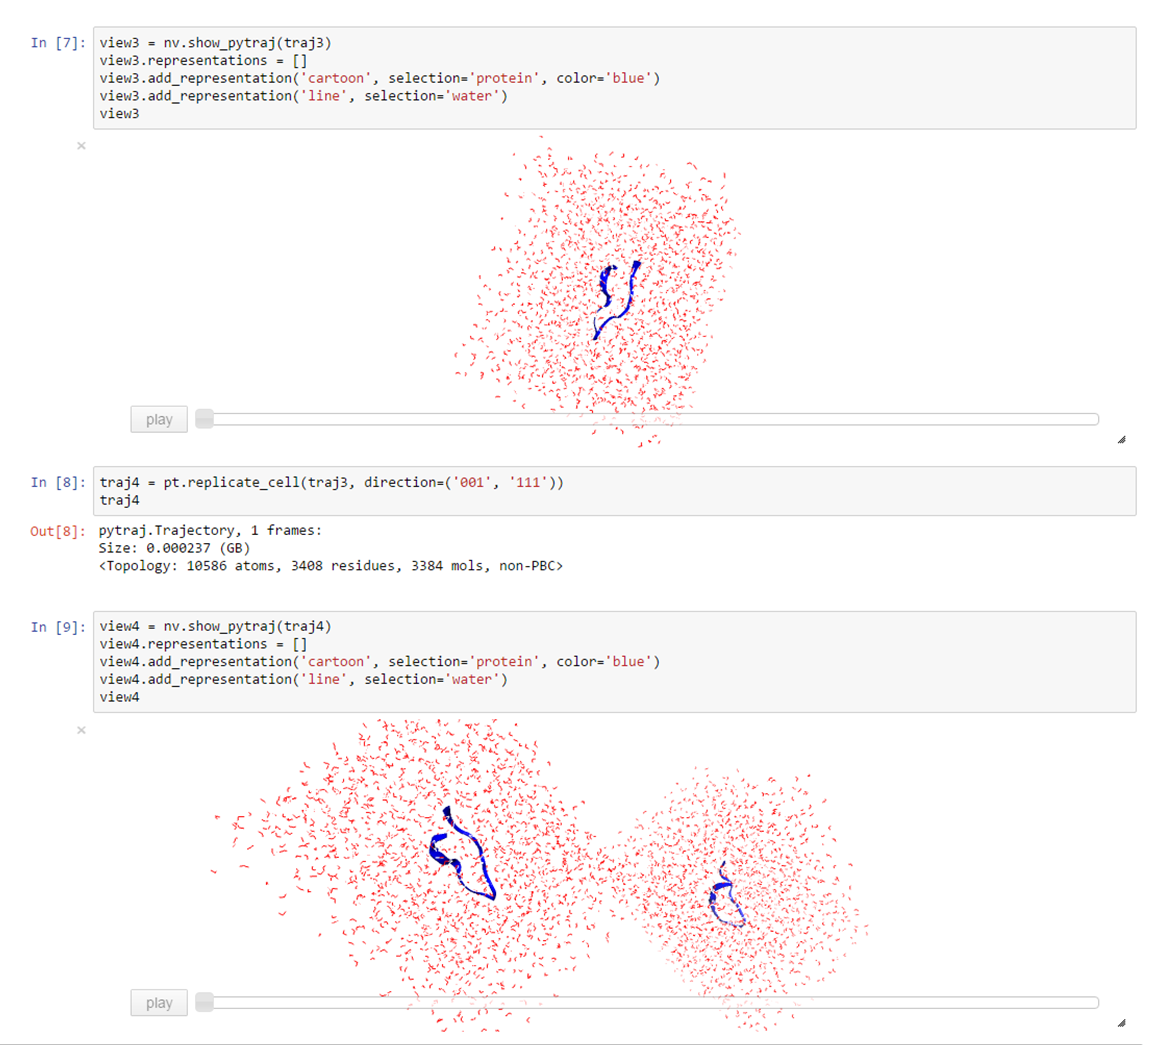 In [7]: view3 = nv.show_pytraj(traj3)
view3.representations = []
view3.add_representation('cartoon', selection='protein', color='blue')
view3.add_representation('line', selection='water')
view3
×
play
In [8]: traj4 = pt.replicate_cell(traj3, direction=('001', '111'))
traj4
Out[8]: pytraj.Trajectory, 1 frames:
Size: 0.000237 (GB)
<Topology: 10586 atoms, 3408 residues, 3384 mols, non-PBC>
In [9]: view4 = nv.show_pytraj(traj4)
view4.representations = []
view4.add_representation('cartoon', selection='protein', color='blue')
view4.add_representation('line', selection='water')
view4
×
play